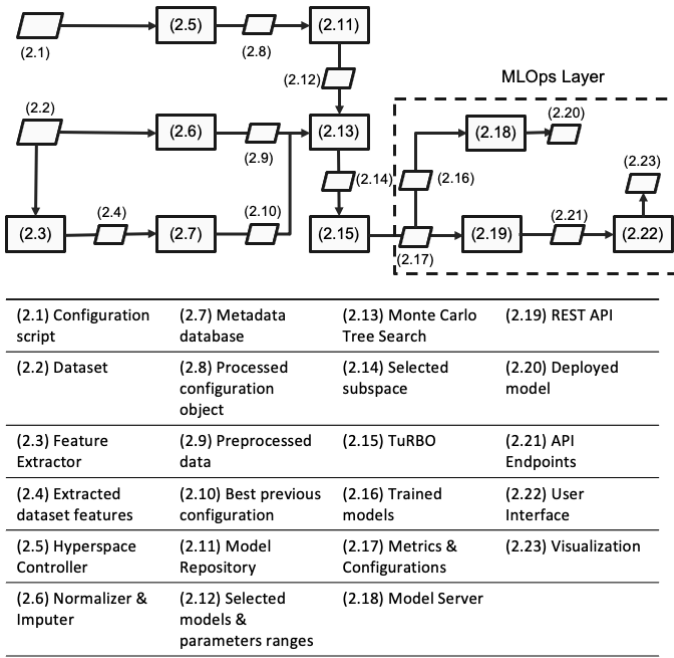 (2.1)
(2.5)
(2.8)
(2.11)
(2.12)
MLOps Layer
(2.2)
(2.6)
(2.9)
(2.13)
(2.14)
(2.16)
(2.18)
(2.20)
(2.23)
(2.3)
(2.4)
(2.7)
(2.10)
(2.15)
(2.17)
(2.19)
(2.21)
(2.22)
(2.1) Configuration
script
(2.7) Metadata
database
(2.13) Monte Carlo
Tree Search
(2.19) REST API
(2.2) Dataset
(2.8) Processed
configuration
object
(2.14) Selected
subspace
(2.20) Deployed
model
(2.3) Feature
Extractor
(2.9) Preprocessed
data
(2.15) TuRBO
(2.21) API
Endpoints
(2.4) Extracted
dataset features
(2.10) Best previous
configuration
(2.16) Trained
models
(2.22) User
Interface
(2.5) Hyperspace
Controller
(2.11) Model
Repository
(2.17) Metrics &
Configurations
(2.23) Visualization
(2.6) Normalizer &
Imputer
(2.12) Selected
models &
parameters ranges
(2.18) Model Server